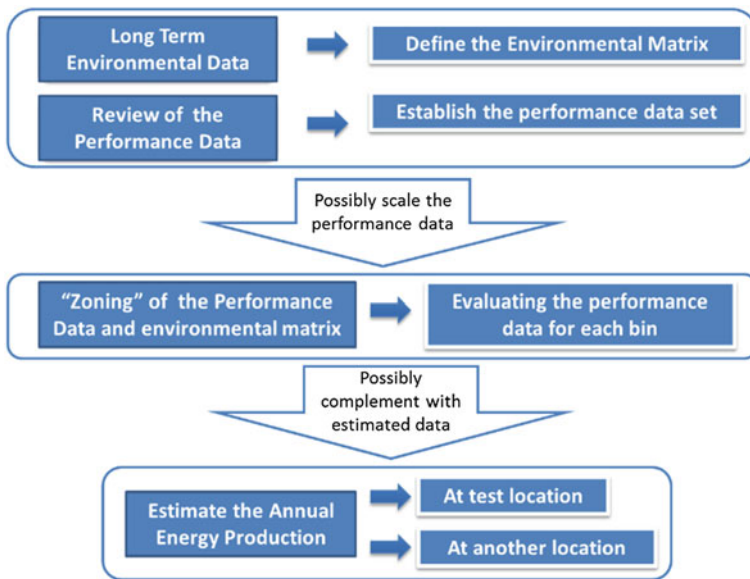 Long Term
Environmental Data
Define the Environmental Matrix
Review of the
Performance Data
Establish the performance data set
Possibly scale the
performance data
“Zoning” of the Performance
Data and environmental matrix
Evaluating the performance
data for each bin
Possibly
complement with
estimated data
Estimate the Annual
Energy Production
At test location
At another location